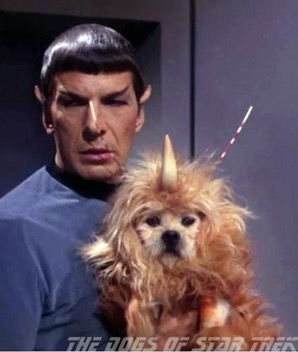 THE DOGS OF STAR TREK